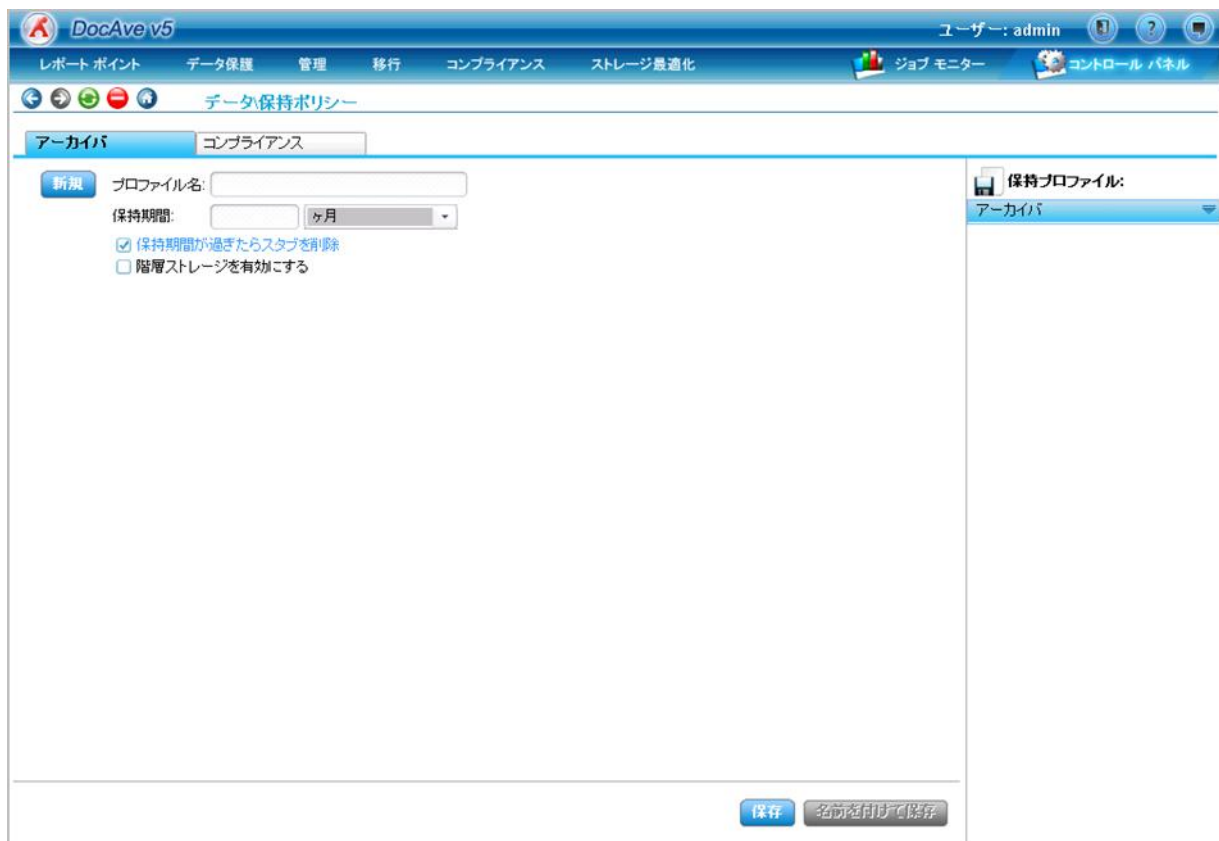 DocAve v5
ユーザー: admin
レポート ポイント データ保護 管理 移行 コンプライアンス ストレージ最適化 ジョブ モニター コントロール パネル
データ\保持ポリシー
アーカイバ コンプライアンス
新規 プロファイル名:
保持期間: ヶ月
保持期間が過ぎたらスタブを削除
階層ストレージを有効にする
保持プロファイル:
アーカイバ
保存 名前を付けて保存